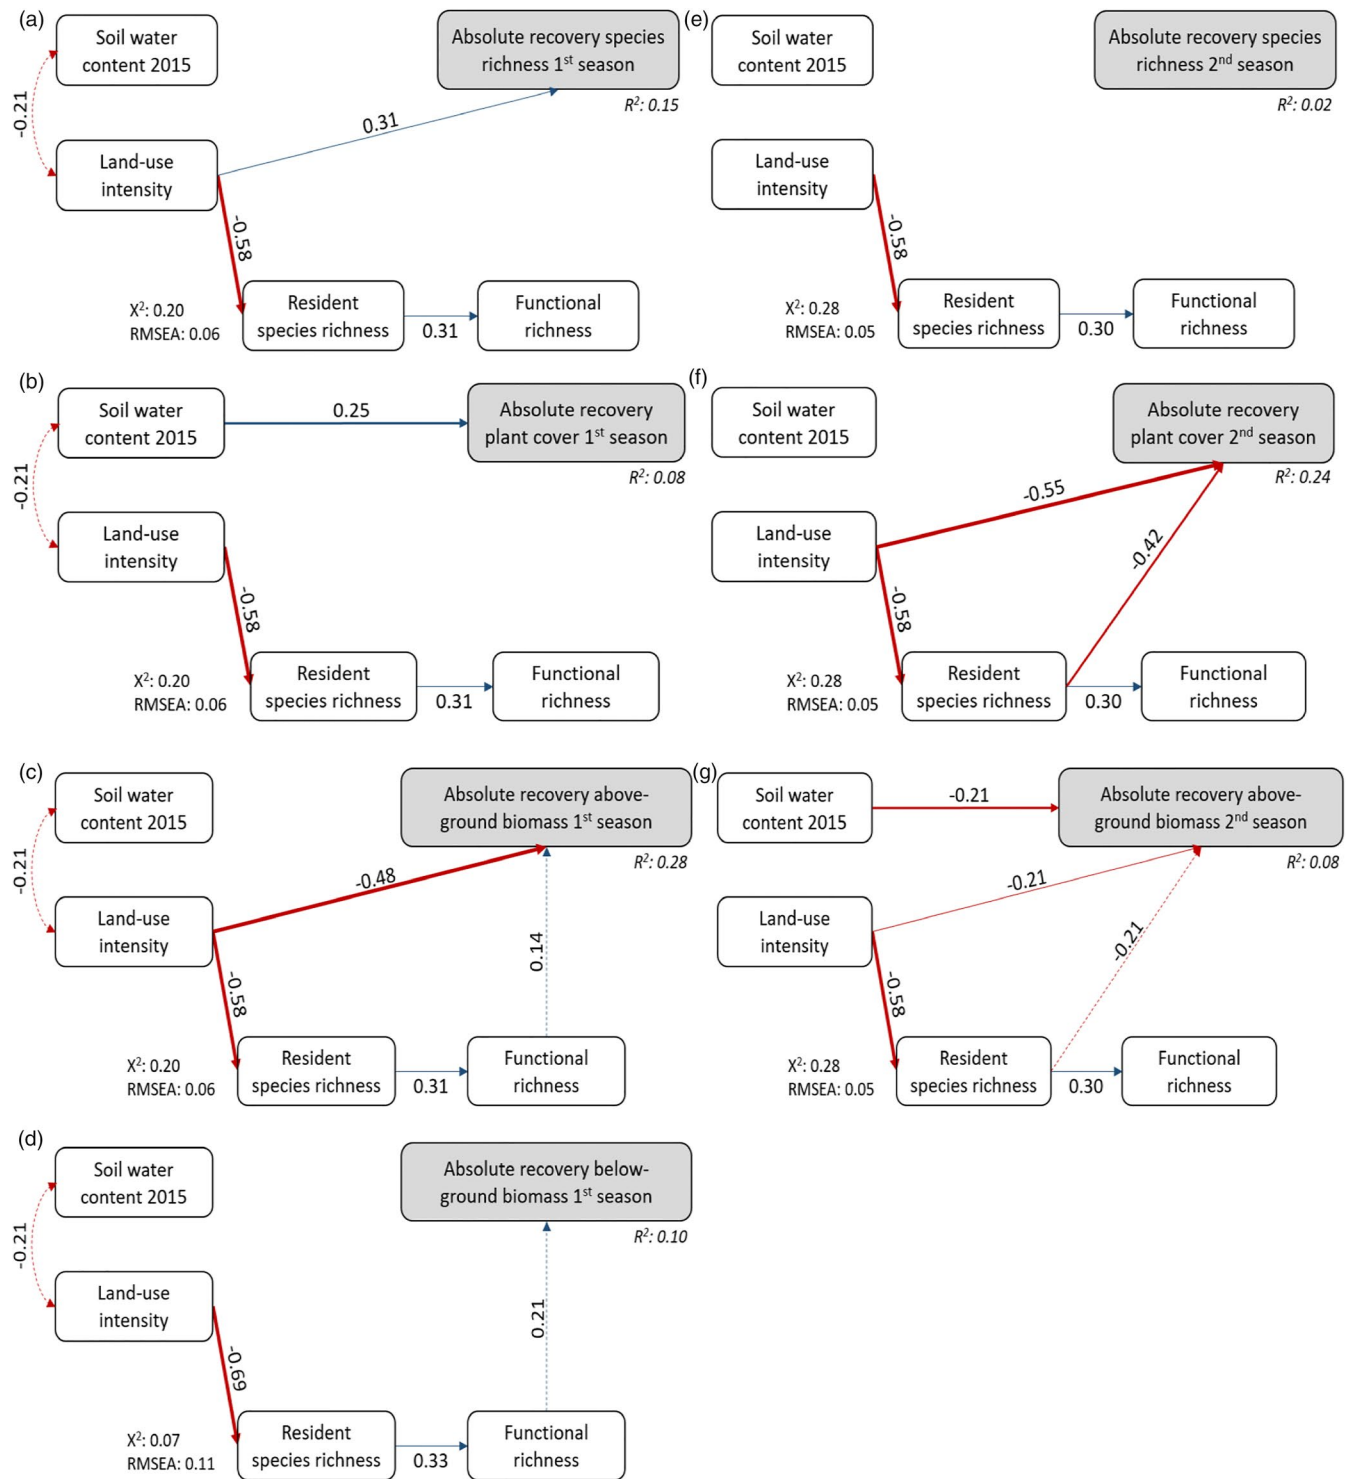 (a)
Soil water
content 2015
Absolute recovery species
richness 1st season
R²: 0.15
-0.21
0.31
Land-use
intensity
-0.58
X²: 0.20
RMSEA: 0.06
Resident
species richness
0.31
Functional
richness
(e)
Soil water
content 2015
Absolute recovery species
richness 2nd season
R²: 0.02
Land-use
intensity
-0.58
X²: 0.28
RMSEA: 0.05
Resident
species richness
0.30
Functional
richness
(b)
Soil water
content 2015
0.25
Absolute recovery
plant cover 1st season
R²: 0.08
-0.21
Land-use
intensity
-0.58
X²: 0.20
RMSEA: 0.06
Resident
species richness
0.31
Functional
richness
(f)
Soil water
content 2015
Absolute recovery
plant cover 2nd season
R²: 0.24
-0.55
Land-use
intensity
-0.42
-0.58
X²: 0.28
RMSEA: 0.05
Resident
species richness
0.30
Functional
richness
(c)
Soil water
content 2015
Absolute recovery above-
ground biomass 1st season
R²: 0.28
-0.21
-0.48
Land-use
intensity
0.14
-0.58
X²: 0.20
RMSEA: 0.06
Resident
species richness
0.31
Functional
richness
(g)
Soil water
content 2015
-0.21
Absolute recovery above-
ground biomass 2nd season
R²: 0.08
-0.21
Land-use
intensity
-0.21
-0.58
X²: 0.28
RMSEA: 0.05
Resident
species richness
0.30
Functional
richness
(d)
Soil water
content 2015
Absolute recovery below-
ground biomass 1st season
R²: 0.10
-0.21
Land-use
intensity
0.21
-0.69
X²: 0.07
RMSEA: 0.11
Resident
species richness
0.33
Functional
richness